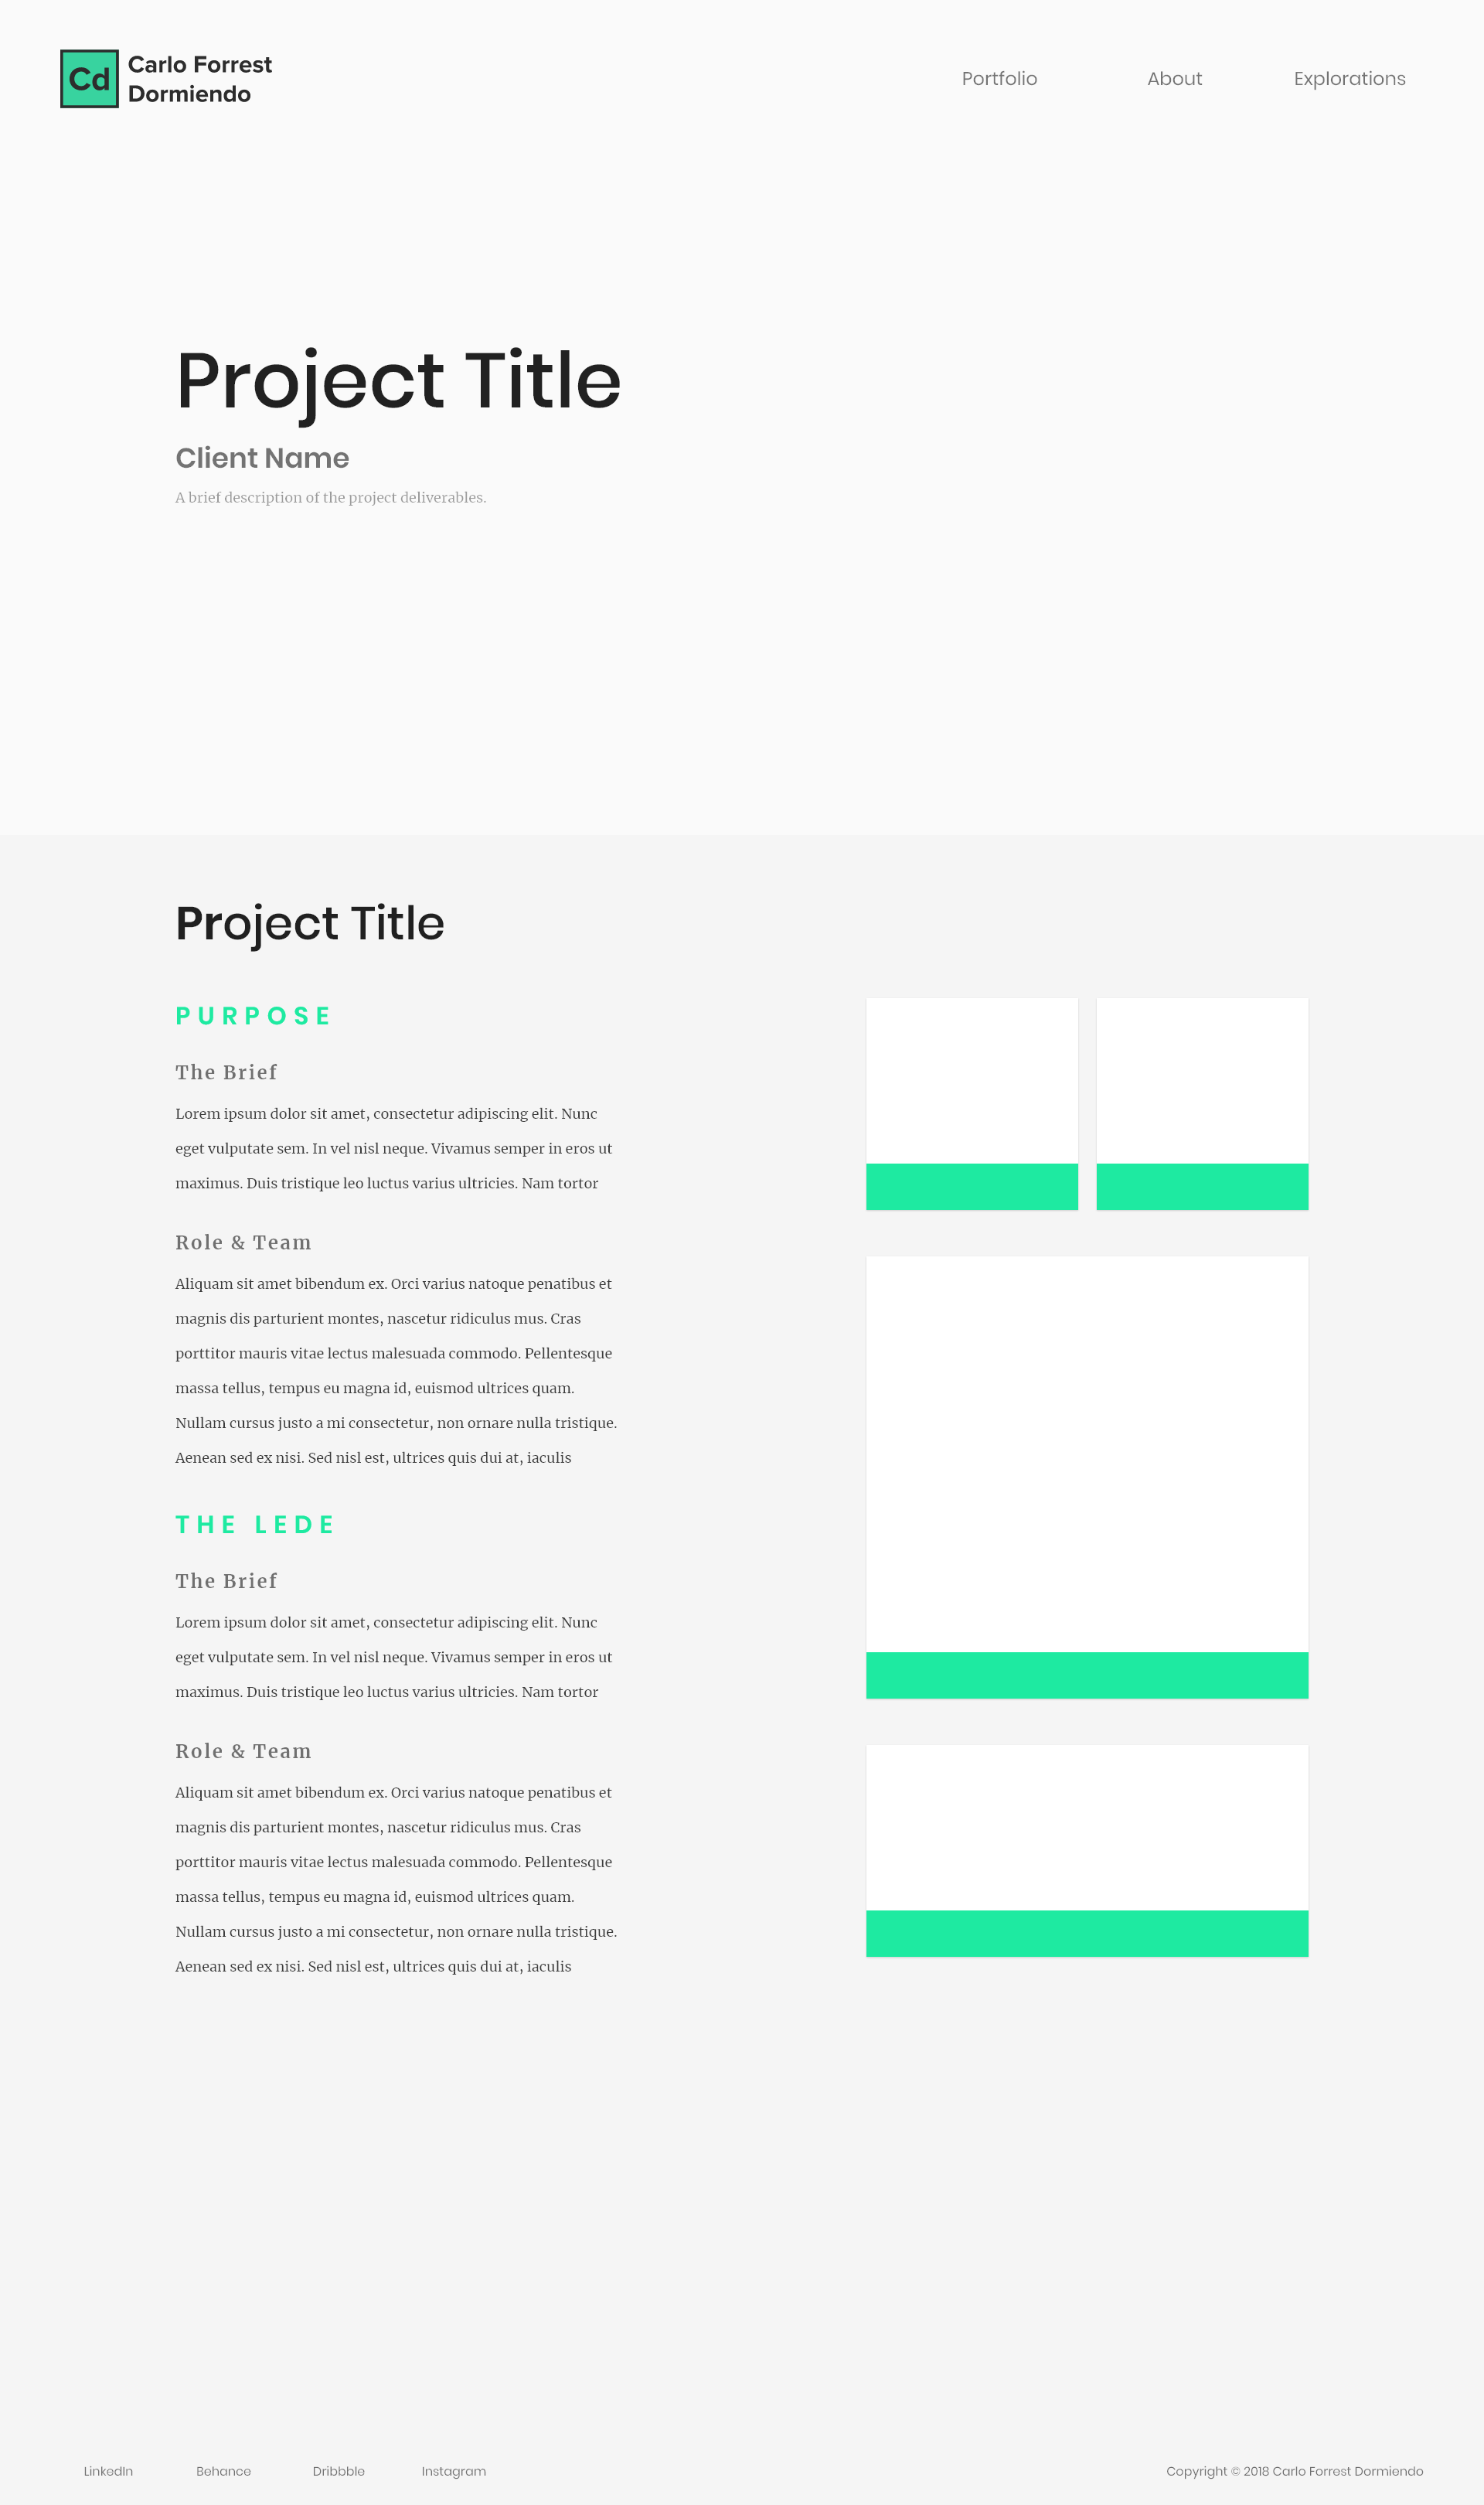 Cd
Carlo Forrest
Dormiendo
Portfolio
About
Explorations
Project Title
Client Name
A brief description of the project deliverables.
Project Title
PURPOSE
The Brief
Lorem ipsum dolor sit amet, consectetur adipiscing elit. Nunc
eget vulputate sem. In vel nisl neque. Vivamus semper in eros ut
maximus. Duis tristique leo luctus varius ultricies. Nam tortor
Role & Team
Aliquam sit amet bibendum ex. Orci varius natoque penatibus et
magnis dis parturient montes, nascetur ridiculus mus. Cras
porttitor mauris vitae lectus malesuada commodo. Pellentesque
massa tellus, tempus eu magna id, euismod ultrices quam.
Nullam cursus justo a mi consectetur, non ornare nulla tristique.
Aenean sed ex nisi. Sed nisl est, ultrices quis dui at, iaculis
THE LEDE
The Brief
Lorem ipsum dolor sit amet, consectetur adipiscing elit. Nunc
eget vulputate sem. In vel nisl neque. Vivamus semper in eros ut
maximus. Duis tristique leo luctus varius ultricies. Nam tortor
Role & Team
Aliquam sit amet bibendum ex. Orci varius natoque penatibus et
magnis dis parturient montes, nascetur ridiculus mus. Cras
porttitor mauris vitae lectus malesuada commodo. Pellentesque
massa tellus, tempus eu magna id, euismod ultrices quam.
Nullam cursus justo a mi consectetur, non ornare nulla tristique.
Aenean sed ex nisi. Sed nisl est, ultrices quis dui at, iaculis
LinkedIn
Behance
Dribbble
Instagram
Copyright © 2018 Carlo Forrest Dormiendo